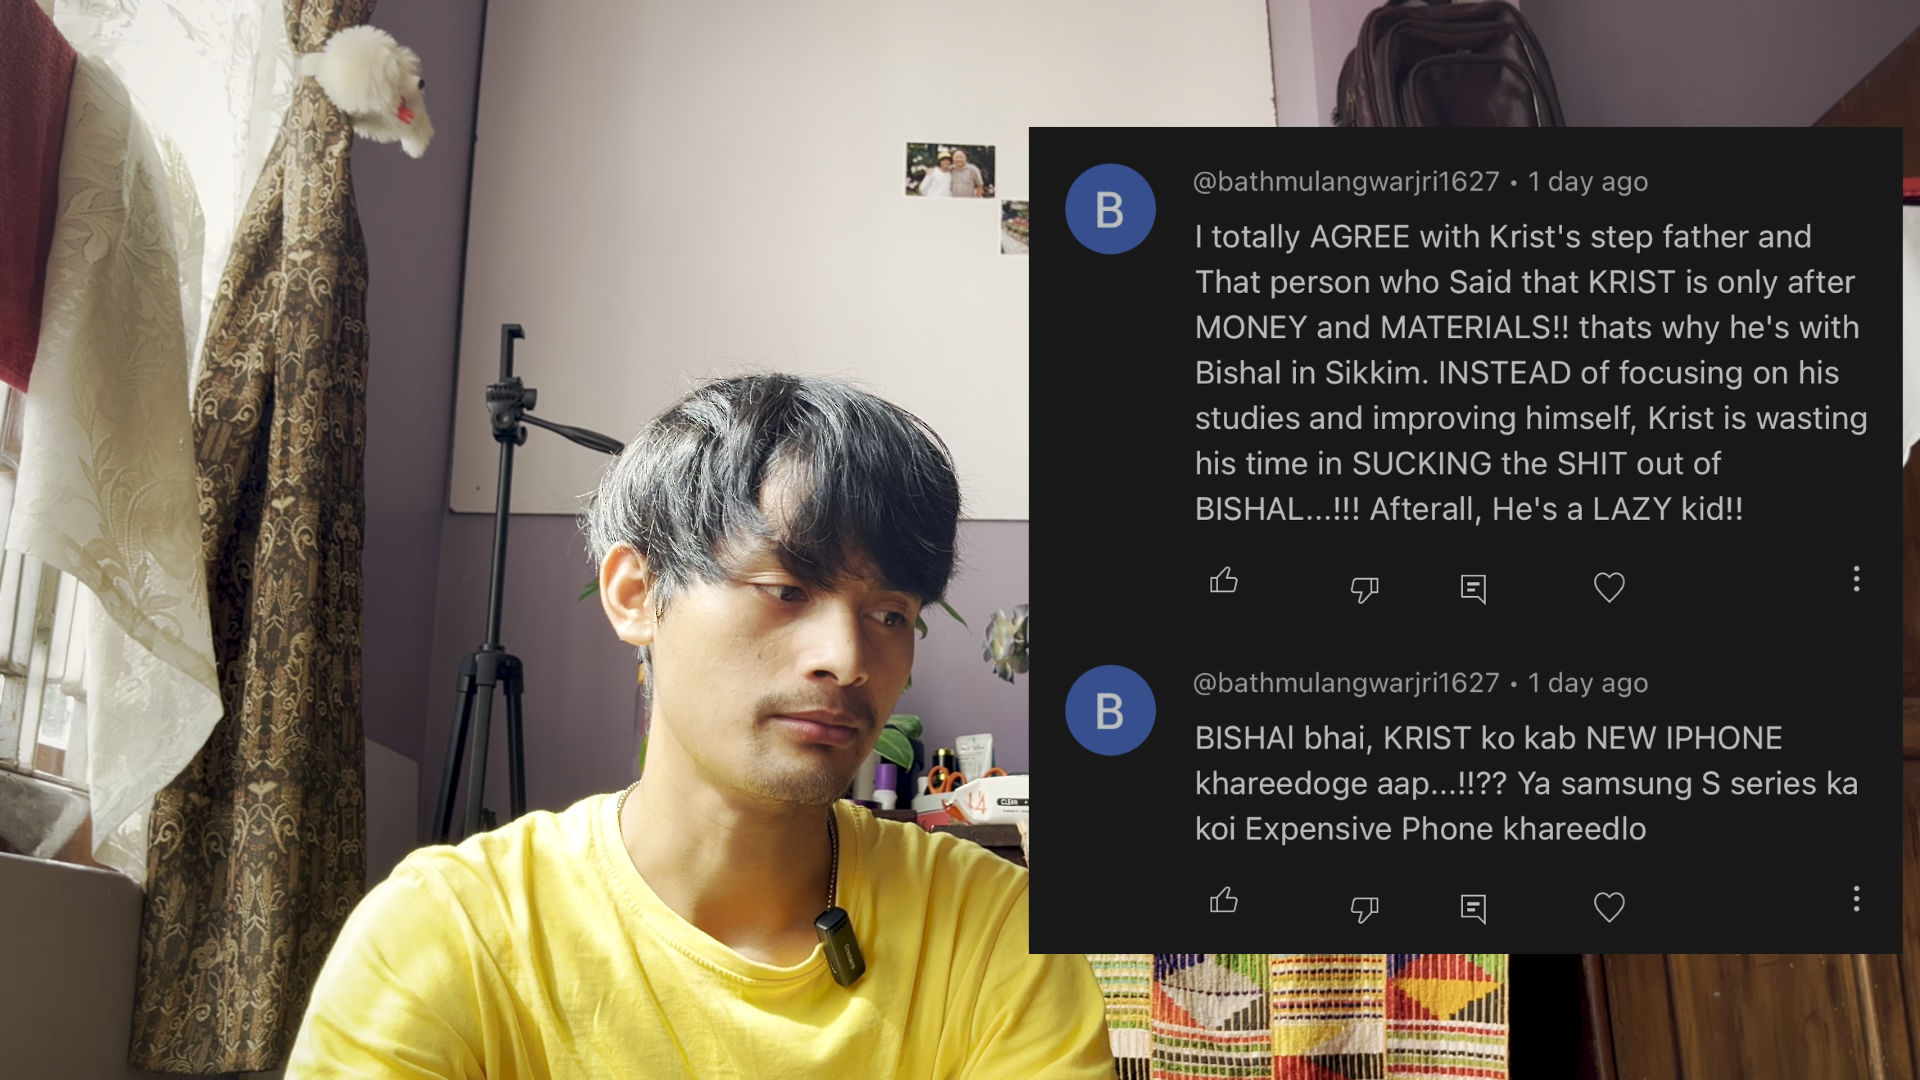 B
@bathmulangwarjri1627 • 1 day ago
I totally AGREE with Krist's step father and
That person who Said that KRIST is only after
MONEY and MATERIALS!! thats why he's with
Bishal in Sikkim. INSTEAD of focusing on his
studies and improving himself, Krist is wasting
his time in SUCKING the SHIT out of
BISHAL...!!! Afterall, He's a LAZY kid!!
B
@bathmulangwarjri1627 • 1 day ago
BISHAl bhai, KRIST ko kab NEW IPHONE
khareedoge aap...!!?? Ya samsung S series ka
koi Expensive Phone khareedlo
CLEAN